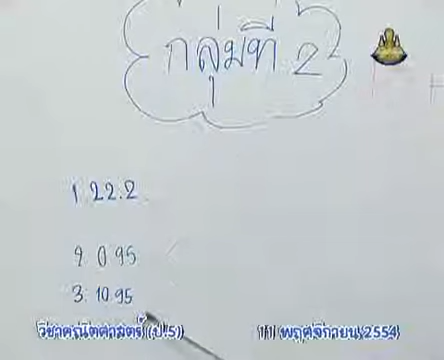 กลุ่มที่ 2
1 22.2
2. 0.95
3. 10.95
วิชาคณิตศาสตร์ (ป.5)
11 พฤศจิกายน 2554